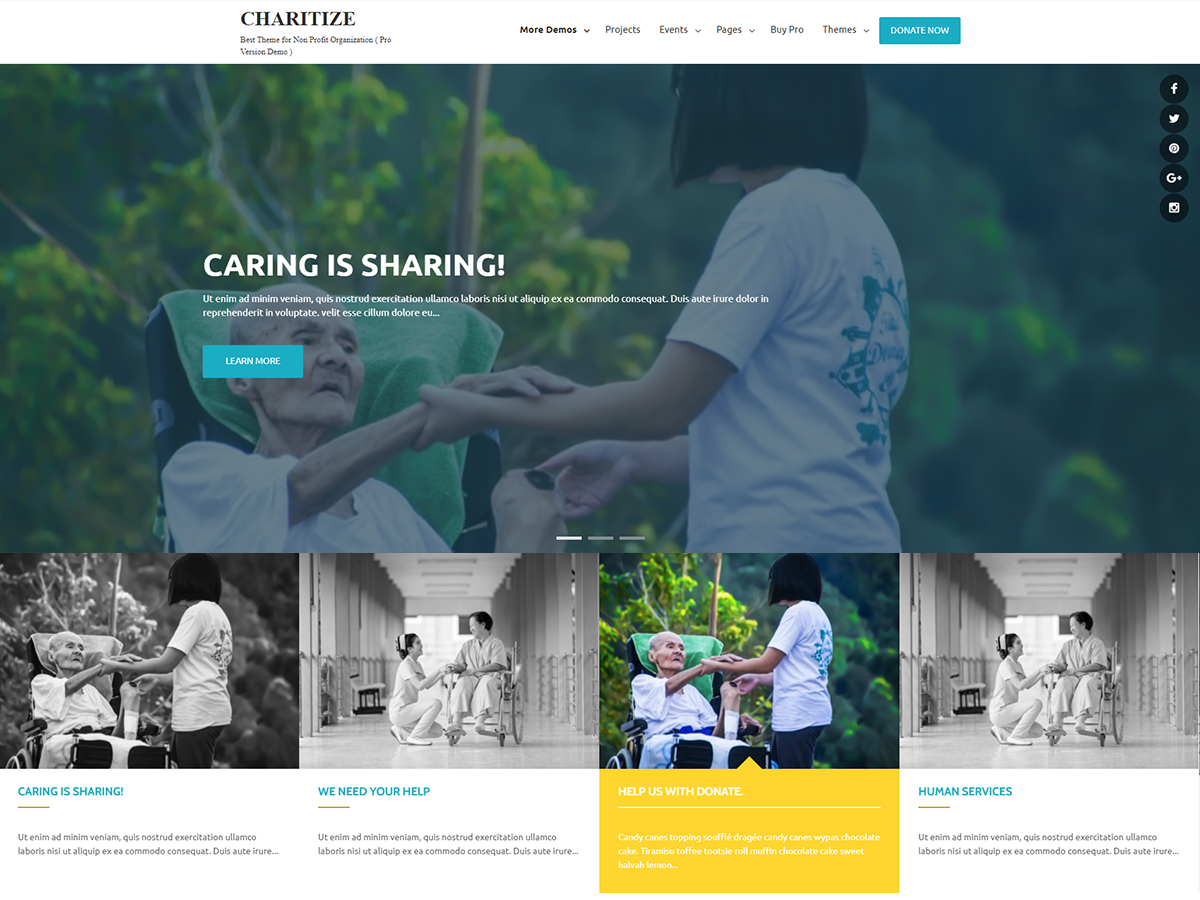 CHARITIZE
Best Theme for Non Profit Organization ( Pro
Version Demo )
More Demos Projects Events Pages Buy Pro Themes DONATE NOW
G+
CARING IS SHARING!
Ut enim ad minim veniam, quis nostrud exercitation ullamco laboris nisi ut aliquip ex ea commodo consequat. Duis aute irure dolor in
reprehenderit in voluptate. velit esse cillum dolore eu...
LEARN MORE
CARING IS SHARING!
Ut enim ad minim veniam, quis nostrud exercitation ullamco
laboris nisi ut aliquip ex ea commodo consequat. Duis aute irure...
WE NEED YOUR HELP
Ut enim ad minim veniam, quis nostrud exercitation ullamco
laboris nisi ut aliquip ex ea commodo consequat. Duis aute irure...
HELP US WITH DONATE.
Candy canes topping soufflé dragée candy canes wypas chocolate
cake. Tiramisu toffee tootsie roll muffin chocolate cake sweet
halvah lemon...
HUMAN SERVICES
Ut enim ad minim veniam, quis nostrud exercitation ullamco
laboris nisi ut aliquip ex ea commodo consequat. Duis aute irure...